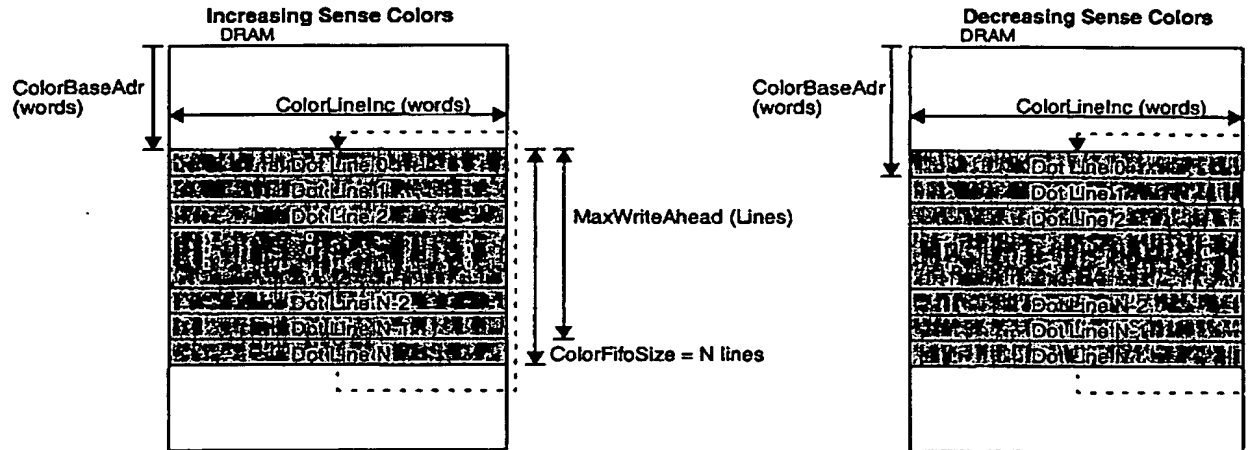 Increasing Sense Colors
DRAM
ColorBaseAdr
(words)
ColorLineInc (words)
Dot Line 0
Dot Line 1
Dot Line 2
Dot Line N-2
Dot Line N-1
Dot Line N
MaxWriteAhead (Lines)
ColorFifoSize = N lines
Decreasing Sense Colors
DRAM
ColorBaseAdr
(words)
ColorLineInc (words)
Dot Line 0
Dot Line 1
Dot Line 2
Dot Line N-2
Dot Line N-1
Dot Line N